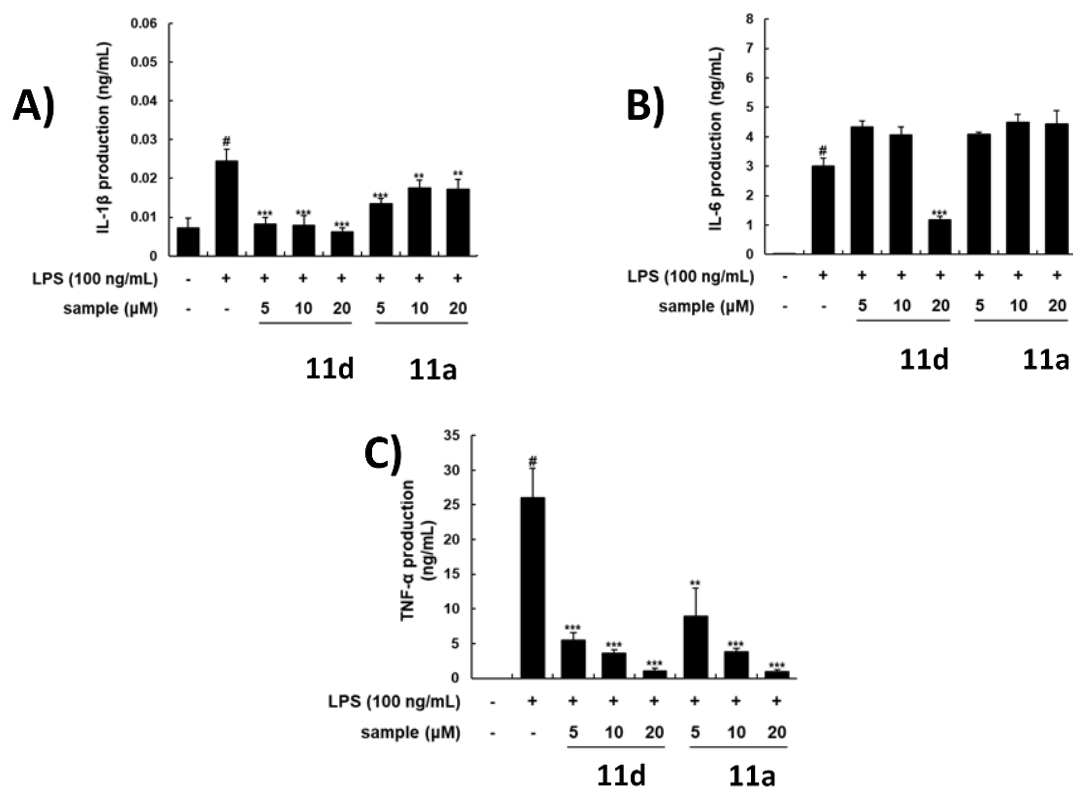 A)
IL-1β production (ng/mL)
0.06
0.05
0.04
0.03
0.02
0.01
0
#
***
***
***
***
**
**
LPS (100 ng/mL) - + + + + + + +
sample (µM) - - 5 10 20 5 10 20
11d 11a
B)
IL-6 production (ng/mL)
8
7
6
5
4
3
2
1
0
#
***
LPS (100 ng/mL) - + + + + + + +
sample (µM) - - 5 10 20 5 10 20
11d 11a
C)
TNF-α production
(ng/mL)
35
30
25
20
15
10
5
0
#
***
***
***
**
***
***
LPS (100 ng/mL) - + + + + + + +
sample (µM) - - 5 10 20 5 10 20
11d 11a